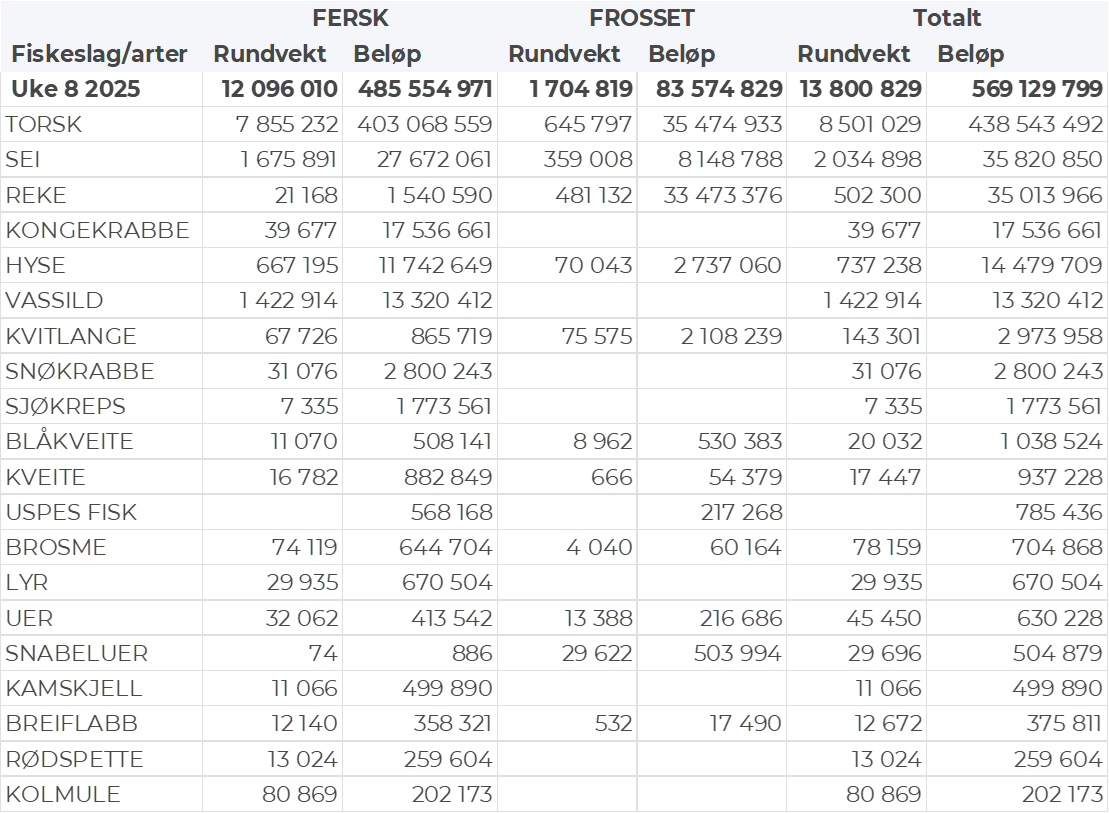 FERSK FROSSET Totalt
Fiskeslag/arter Rundvekt Beløp Rundvekt Beløp Rundvekt Beløp
Uke 8 2025 12 096 010 485 554 971 1 704 819 83 574 829 13 800 829 569 129 799
TORSK 7 855 232 403 068 559 645 797 35 474 933 8 501 029 438 543 492
SEI 1 675 891 27 672 061 359 008 8 148 788 2 034 898 35 820 850
REKE 21 168 1 540 590 481 132 33 473 376 502 300 35 013 966
KONGEKRABBE 39 677 17 536 661 39 677 17 536 661
HYSE 667 195 11 742 649 70 043 2 737 060 737 238 14 479 709
VASSILD 1 422 914 13 320 412 1 422 914 13 320 412
KVITLANGE 67 726 865 719 75 575 2 108 239 143 301 2 973 958
SNØKRABBE 31 076 2 800 243 31 076 2 800 243
SJØKREPS 7 335 1 773 561 7 335 1 773 561
BLÅKVEITE 11 070 508 141 8 962 530 383 20 032 1 038 524
KVEITE 16 782 882 849 666 54 379 17 447 937 228
USPES FISK 568 168 217 268 785 436
BROSME 74 119 644 704 4 040 60 164 78 159 704 868
LYR 29 935 670 504 29 935 670 504
UER 32 062 413 542 13 388 216 686 45 450 630 228
SNABELUER 74 886 29 622 503 994 29 696 504 879
KAMSKJELL 11 066 499 890 11 066 499 890
BREIFLABB 12 140 358 321 532 17 490 12 672 375 811
RØDSPETTE 13 024 259 604 13 024 259 604
KOLMULE 80 869 202 173 80 869 202 173